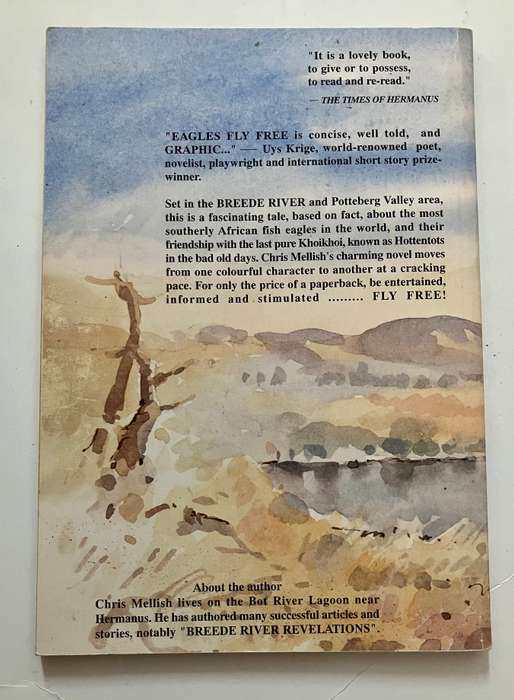 "It is a lovely book,
to give or to possess,
to read and re-read."
— THE TIMES OF HERMANUS
"EAGLES FLY FREE is concise, well told, and
GRAPHIC..." — Uys Krige, world-renowned poet,
novelist, playwright and international short story prize-
winner.
Set in the BREEDE RIVER and Potteberg Valley area,
this is a fascinating tale, based on fact, about the most
southerly African fish eagles in the world, and their
friendship with the last pure Khoikhoi, known as Hottentots
in the bad old days. Chris Mellish's charming novel moves
from one colourful character to another at a cracking
pace. For only the price of a paperback, be entertained,
informed and stimulated ......... FLY FREE!
About the author
Chris Mellish lives on the Bot River Lagoon near
Hermanus. He has authored many successful articles and
stories, notably "BREEDE RIVER REVELATIONS".